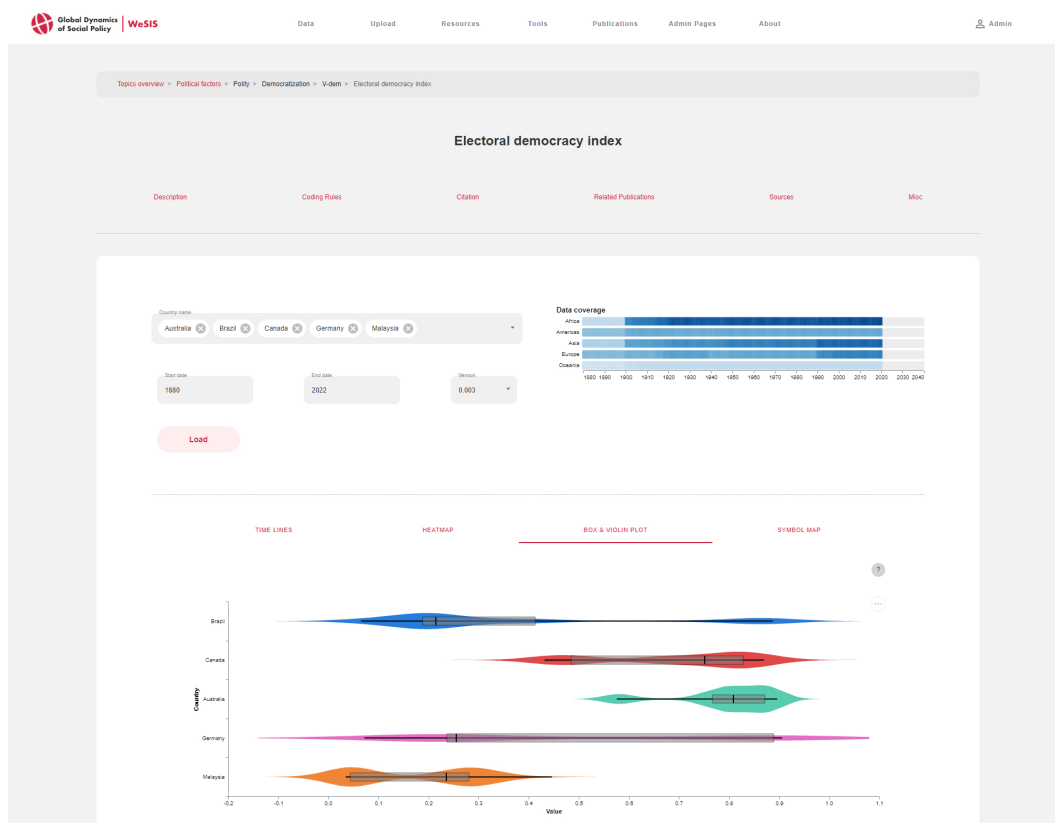 Global Dynamics
of Social Policy
WeSIS
Data Upload Resources Tools Publications Admin Pages About
Admin
Topics overview > Political factors > Polity > Democratization > V-dem > Electoral democracy index
Electoral democracy index
Description Coding Rules Citation Related Publications Sources Misc
Country name
Australia Brazil Canada Germany Malaysia
Start date End date Version
1880 2022 0.003
Load
Data coverage
Africa
Americas
Asia
Europe
Oceania
1880 1890 1900 1910 1920 1930 1940 1950 1960 1970 1980 1990 2000 2010 2020 2030 2040
TIME LINES HEATMAP BOX & VIOLIN PLOT SYMBOL MAP
?
Country
Brazil
Canada
Australia
Germany
Malaysia
-0.2 -0.1 0.0 0.1 0.2 0.3 0.4 0.5 0.6 0.7 0.8 0.9 1.0 1.1
Value